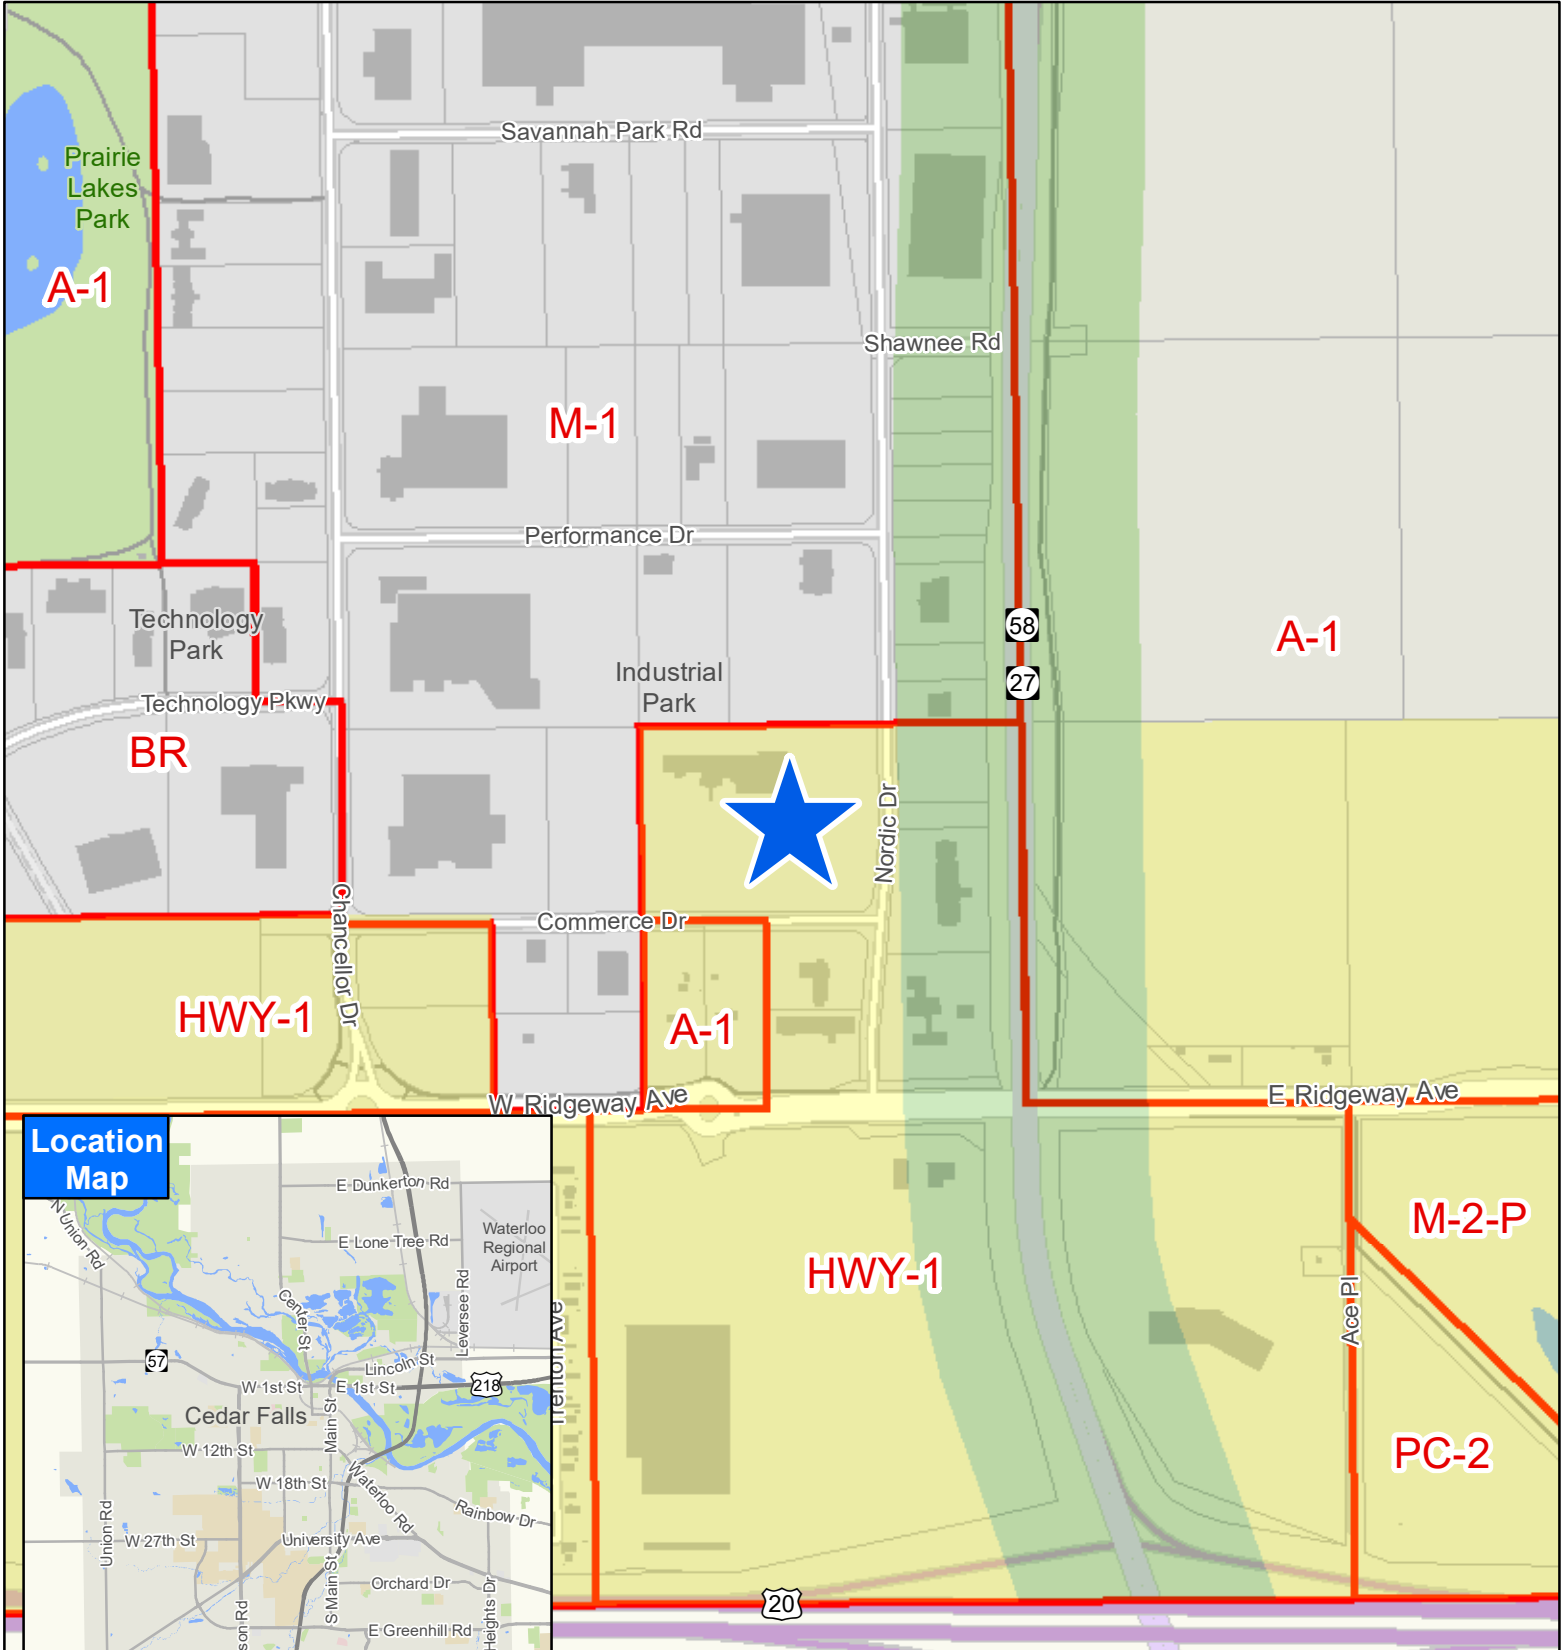 Savannah Park Rd
Prairie
Lakes
Park
A-1
Shawnee Rd
M-1
Performance Dr
Technology
Park
58
A-1
Industrial
Park
27
Technology Pkwy
BR
Nordic Dr
Chancellor Dr
Commerce Dr
HWY-1
A-1
W Ridgeway Ave
E Ridgeway Ave
M-2-P
HWY-1
Ace Pl
Trenton Ave
PC-2
20
Location
Map
E Dunkerton Rd
N Union Rd
Waterloo
Regional
Airport
E Lone Tree Rd
Leversee Rd
Center St
57
Lincoln St
W 1st St
E 1st St
218
Cedar Falls
Main St
W 12th St
W 18th St
Waterloo Rd
Rainbow Dr
Union Rd
W 27th St
University Ave
S Main St
Orchard Dr
son Rd
Heights Dr
E Greenhill Rd